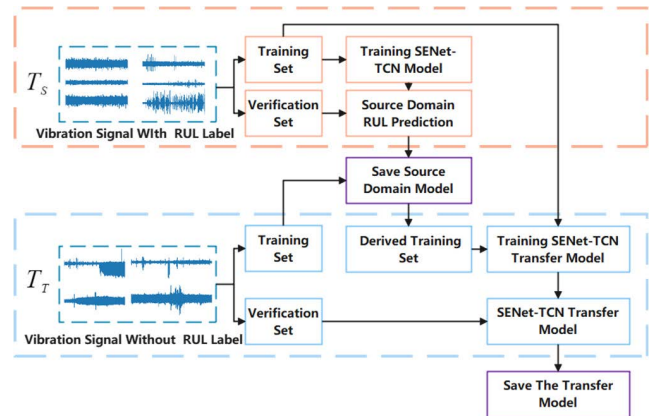 T_S
Vibration Signal WIth RUL Label
Training
Set
Verification
Set
Training SENet-
TCN Model
Source Domain
RUL Prediction
Save Source
Domain Model
T_T
Vibration Signal Without RUL Label
Training
Set
Verification
Set
Derived Training
Set
Training SENet-TCN
Transfer Model
SENet-TCN Transfer
Model
Save The Transfer
Model